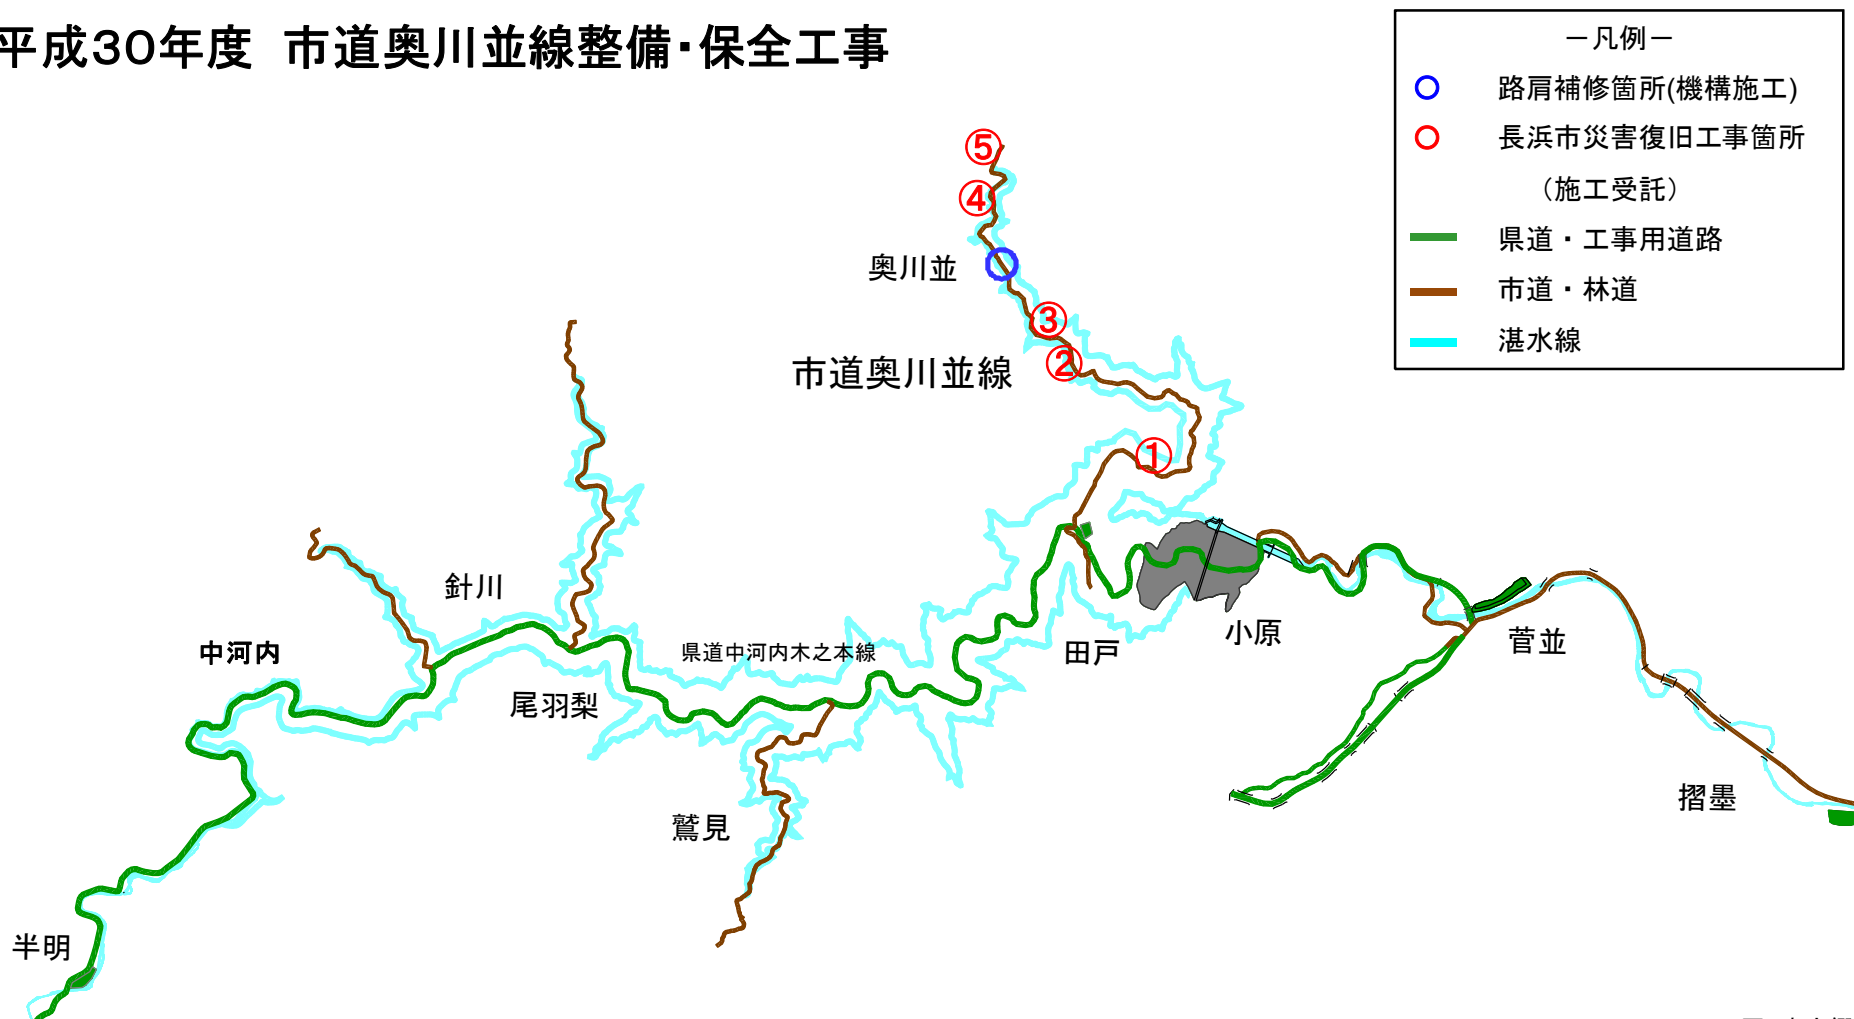 平成30年度 市道奥川並線整備・保全工事
－凡例－
路肩補修箇所(機構施工)
長浜市災害復旧工事箇所
（施工受託）
県道・工事用道路
市道・林道
湛水線
⑤
④
奥川並
③
②
市道奥川並線
①
針川
中河内
尾羽梨
県道中河内木之本線
田戸
小原
菅並
鷲見
摺墨
半明